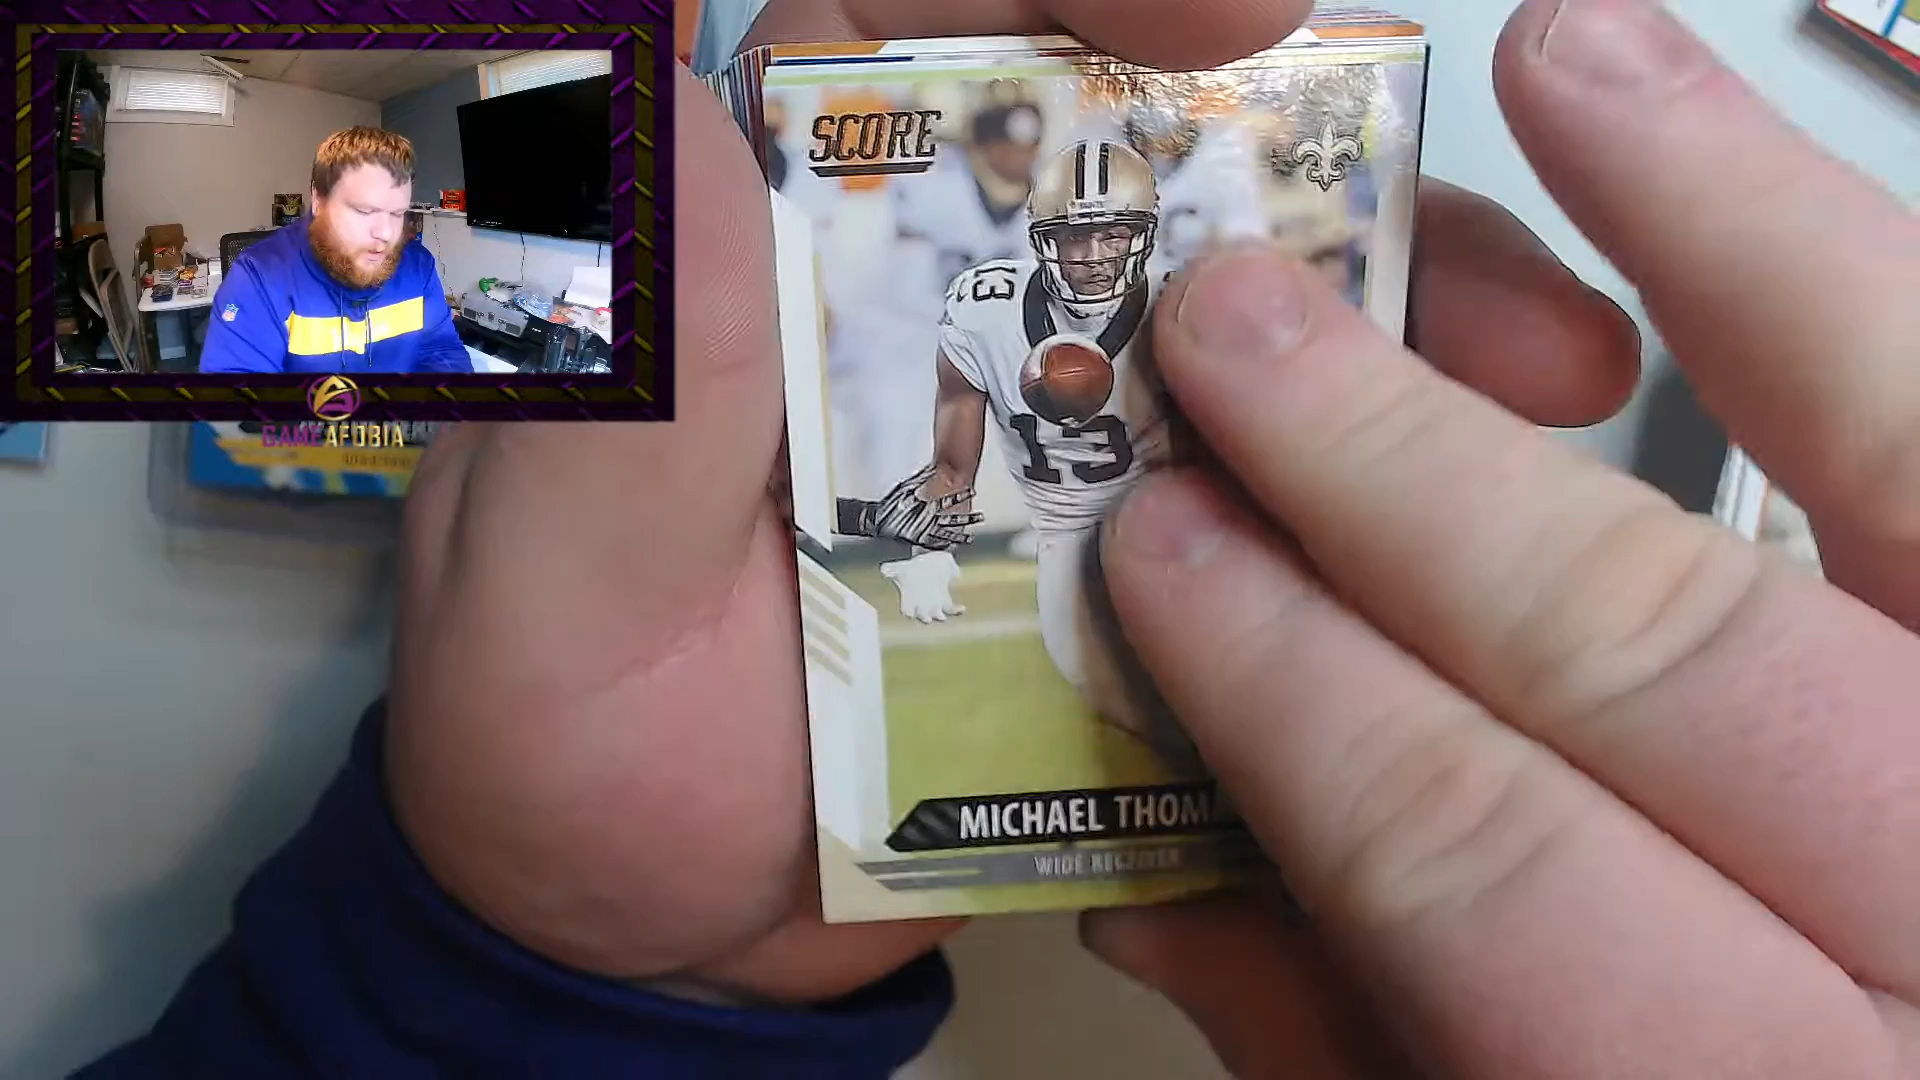 SCORE
13
13
MICHAEL THOM
WIDE RECEIVER
GAMEAFOBIA